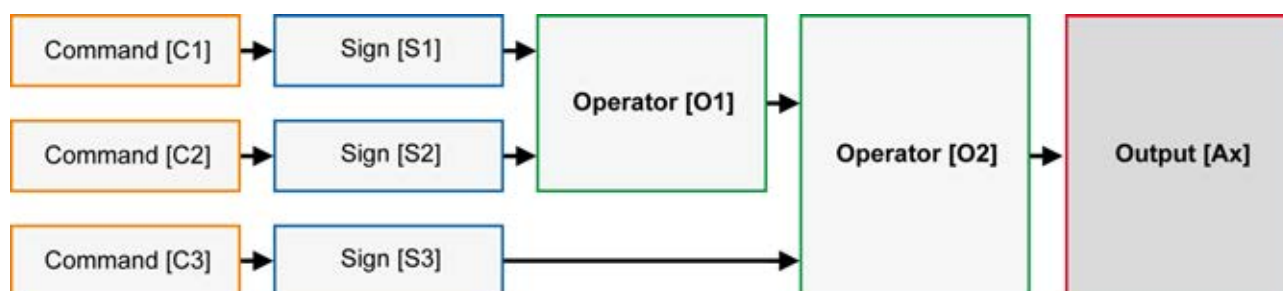 Command [C1]
Sign [S1]
Operator [O1]
Command [C2]
Sign [S2]
Operator [O2]
Output [Ax]
Command [C3]
Sign [S3]